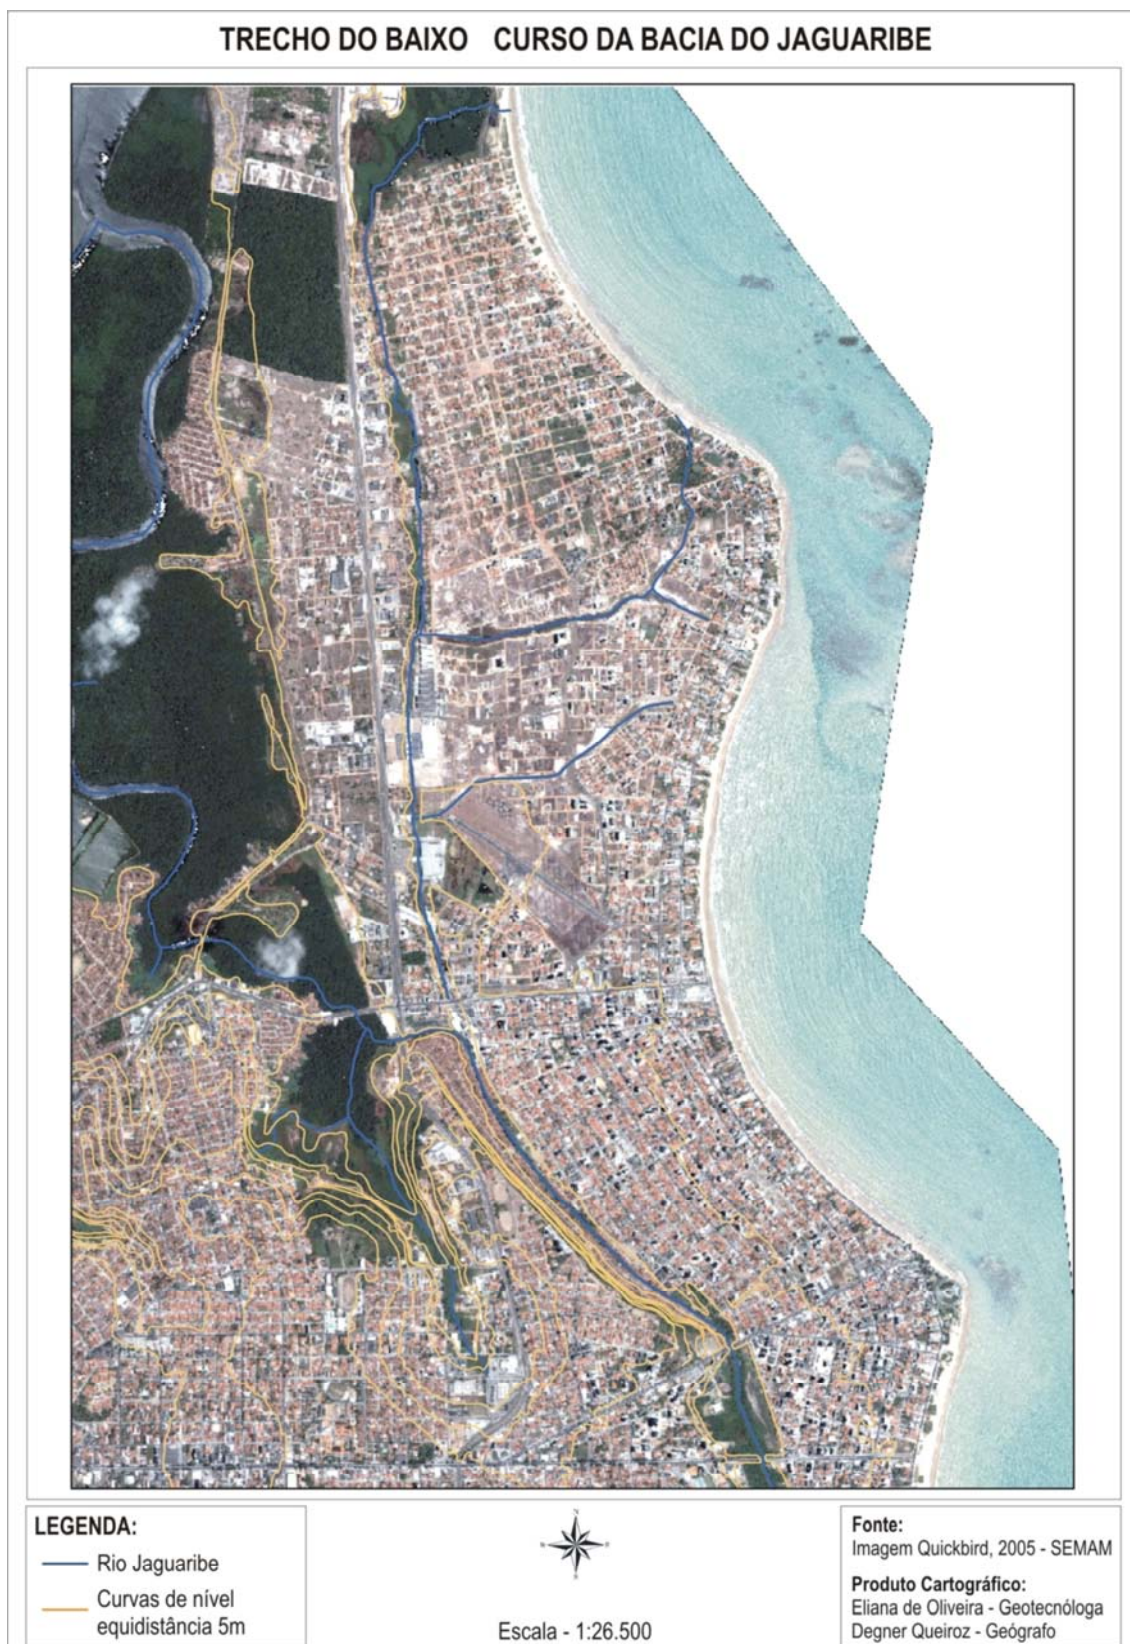 TRECHO DO BAIXO CURSO DA BACIA DO JAGUARIBE
LEGENDA:
Rio Jaguaribe
Curvas de nível
equidistância 5m
N
Escala - 1:26.500
Fonte:
Imagem Quickbird, 2005 - SEMAM
Produto Cartográfico:
Eliana de Oliveira - Geotecnóloga
Degner Queiroz - Geógrafo